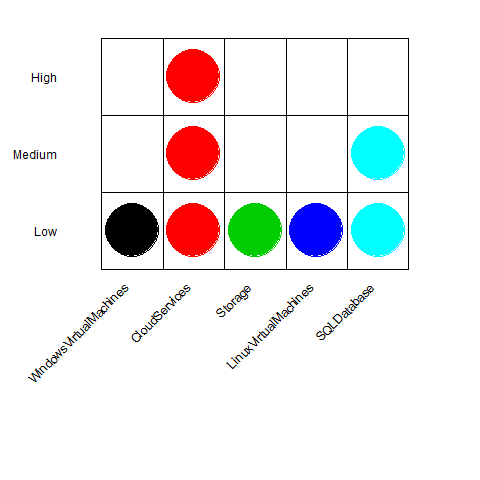 High
Medium
Low
WindowsVirtualMachines
CloudServices
Storage
LinuxVirtualMachines
SQLDatabase